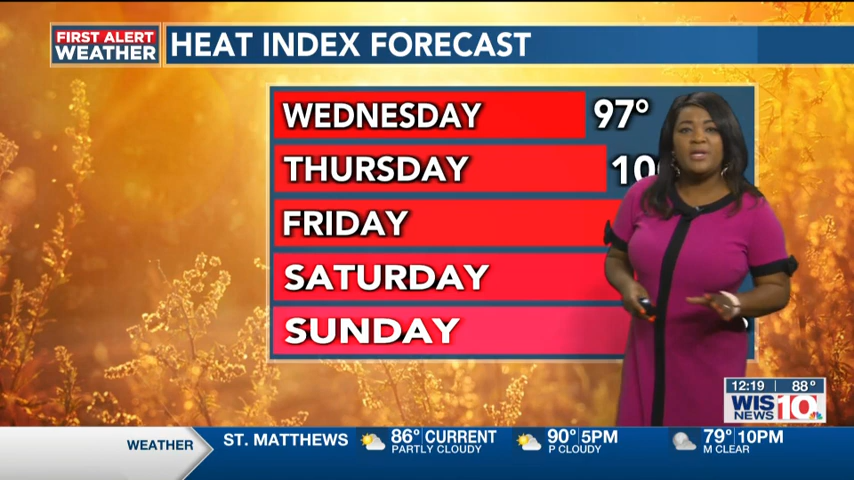 FIRST ALERT
WEATHER
HEAT INDEX FORECAST
WEDNESDAY 97°
THURSDAY
FRIDAY
SATURDAY
SUNDAY
12:19 88°
WIS
NEWS 10
WEATHER
ST. MATTHEWS 86° CURRENT 90° 5PM 79° 10PM
PARTLY CLOUDY P CLOUDY M CLEAR